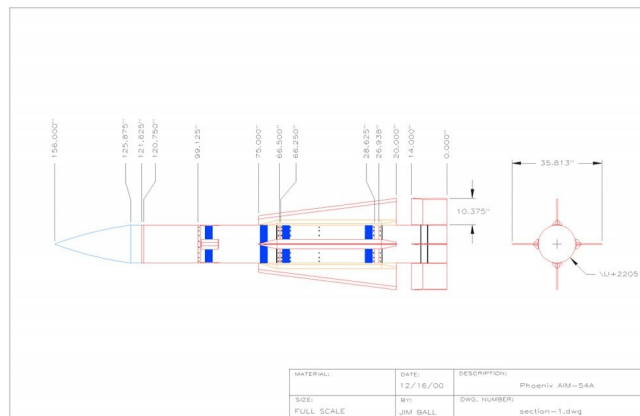 156.000"
125.875"
121.625"
120.750"
99.125"
75.000"
66.500"
66.250"
28.625"
26.938"
20.000"
14.000"
0.000"
35.813"
10.375"
\U+2205
MATERIAL:
DATE:
12/16/00
DESCRIPTION:
Phoenix AIM-54A
SIZE:
FULL SCALE
BY:
JIM BALL
DWG. NUMBER:
section-1.dwg